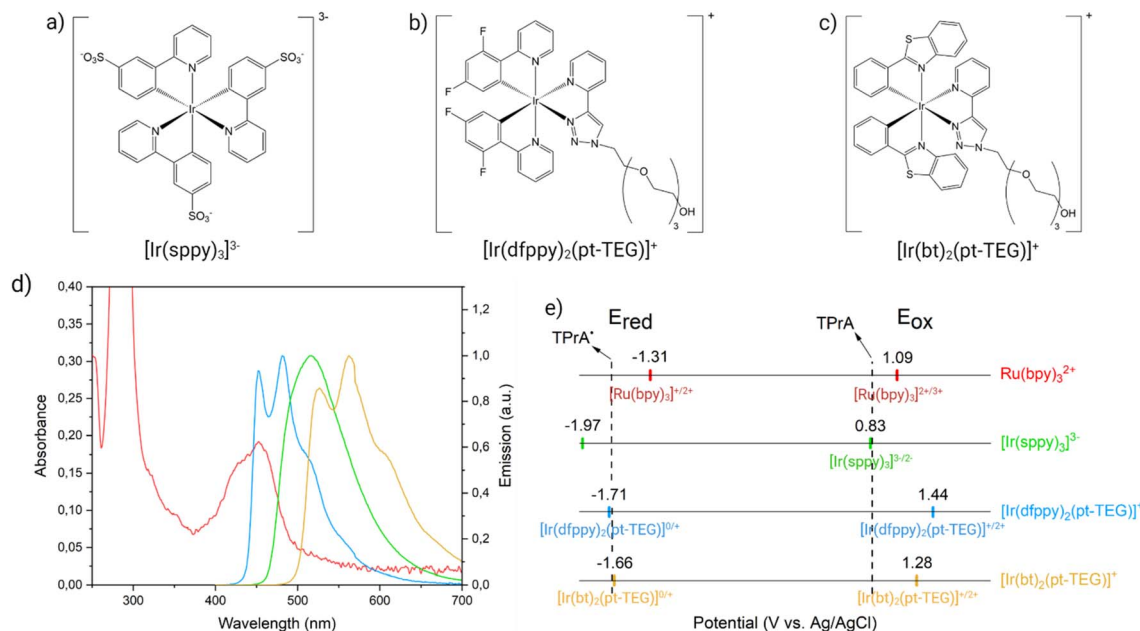 a)
3-
⁻O₃S
N
SO₃⁻
Ir
N
N
SO₃⁻
[Ir(sppy)₃]³⁻
b)
+
F
N
N
F
Ir
F
N
N
N
N
F
O
OH
3
[Ir(dfppy)₂(pt-TEG)]⁺
c)
+
S
N
N
Ir
N
N
N
N
S
O
OH
3
[Ir(bt)₂(pt-TEG)]⁺
d)
0,40
0,35
0,30
0,25
0,20
0,15
0,10
0,05
0,00
Absorbance
1,2
1,0
0,8
0,6
0,4
0,2
0,0
Emission (a.u.)
300
350
400
450
500
550
600
650
700
Wavelength (nm)
e)
E_red
E_ox
TPrA•
TPrA
-1.31
1.09
Ru(bpy)₃²⁺
[Ru(bpy)₃]⁺/²⁺
[Ru(bpy)₃]²⁺/³⁺
-1.97
0.83
[Ir(sppy)₃]³⁻
[Ir(sppy)₃]³⁻/²⁻
-1.71
1.44
[Ir(dfppy)₂(pt-TEG)]⁺
[Ir(dfppy)₂(pt-TEG)]⁰/⁺
[Ir(dfppy)₂(pt-TEG)]⁺/²⁺
-1.66
1.28
[Ir(bt)₂(pt-TEG)]⁺
[Ir(bt)₂(pt-TEG)]⁰/⁺
[Ir(bt)₂(pt-TEG)]⁺/²⁺
Potential (V vs. Ag/AgCl)